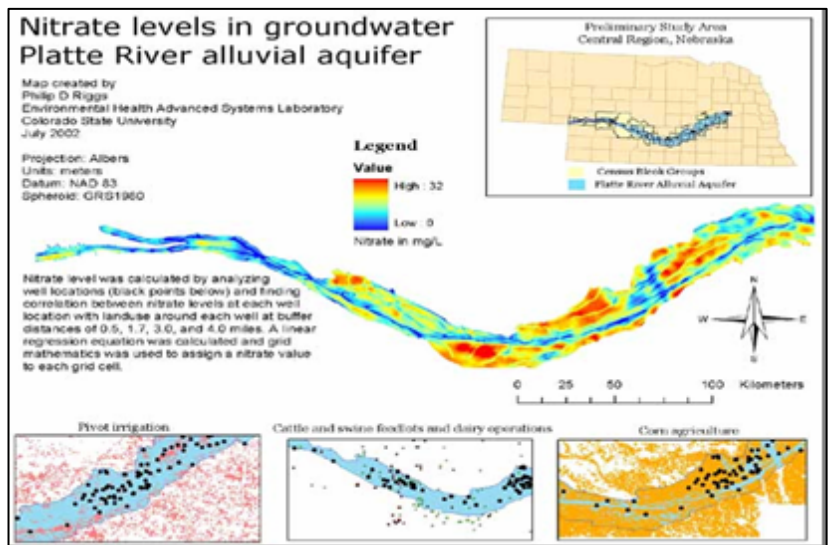 Nitrate levels in groundwater
Platte River alluvial aquifer
Map created by
Philip D Riggs
Environmental Health Advanced Systems Laboratory
Colorado State University
July 2002
Projection: Albers
Units: meters
Datum: NAD 83
Spheroid: GRS1980
Preliminary Study Area
Central Region, Nebraska
Census Block Groups
Platte River Alluvial Aquifer
Legend
Value
High : 32
Low : 0
Nitrate in mg/L
Nitrate level was calculated by analyzing
well locations (black points below) and finding
correlation between nitrate levels at each well
location with landuse around each well at buffer
distances of 0.5, 1.7, 3.0, and 4.0 miles. A linear
regression equation was calculated and grid
mathematics was used to assign a nitrate value
to each grid cell.
N
W E
S
0 25 50 100 Kilometers
Pivot irrigation
Cattle and swine feedlots and dairy operations
Corn agriculture